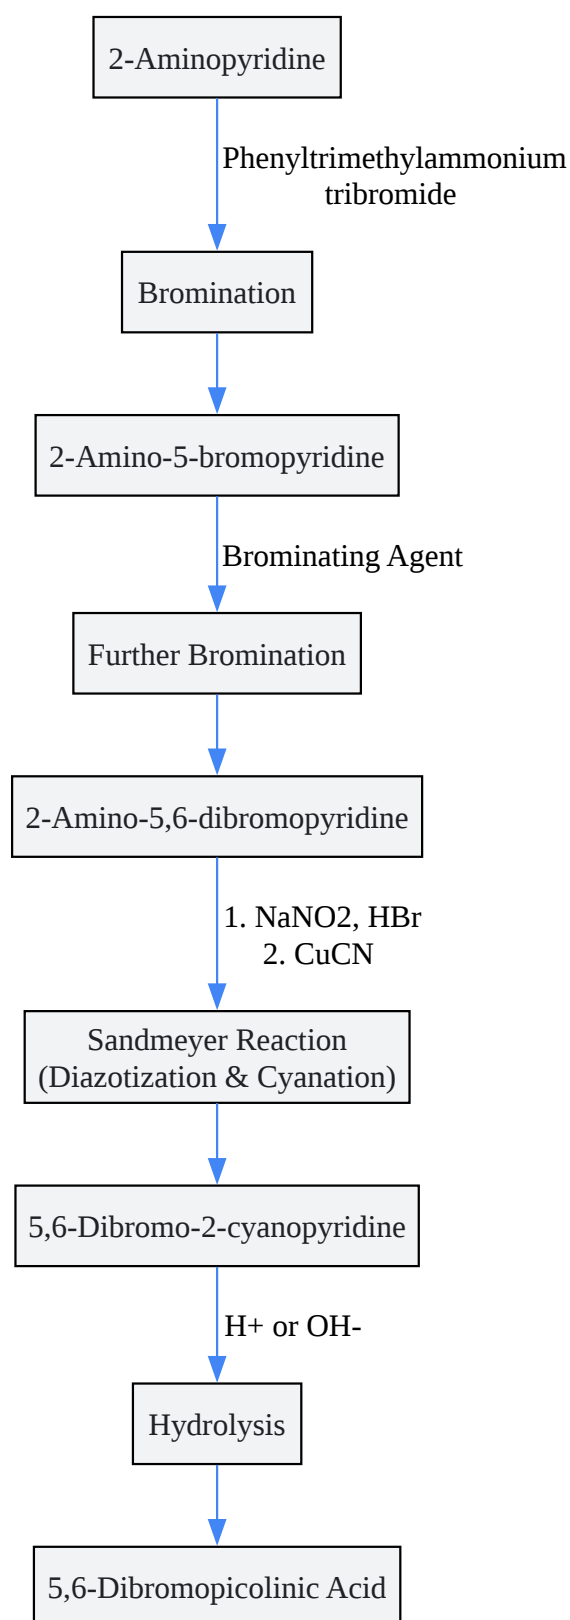 2-Aminopyridine
Phenyltrimethylammonium
tribromide
Bromination
2-Amino-5-bromopyridine
Brominating Agent
Further Bromination
2-Amino-5,6-dibromopyridine
1. NaNO2, HBr
2. CuCN
Sandmeyer Reaction
(Diazotization & Cyanation)
5,6-Dibromo-2-cyanopyridine
H+ or OH-
Hydrolysis
5,6-Dibromopicolinic Acid